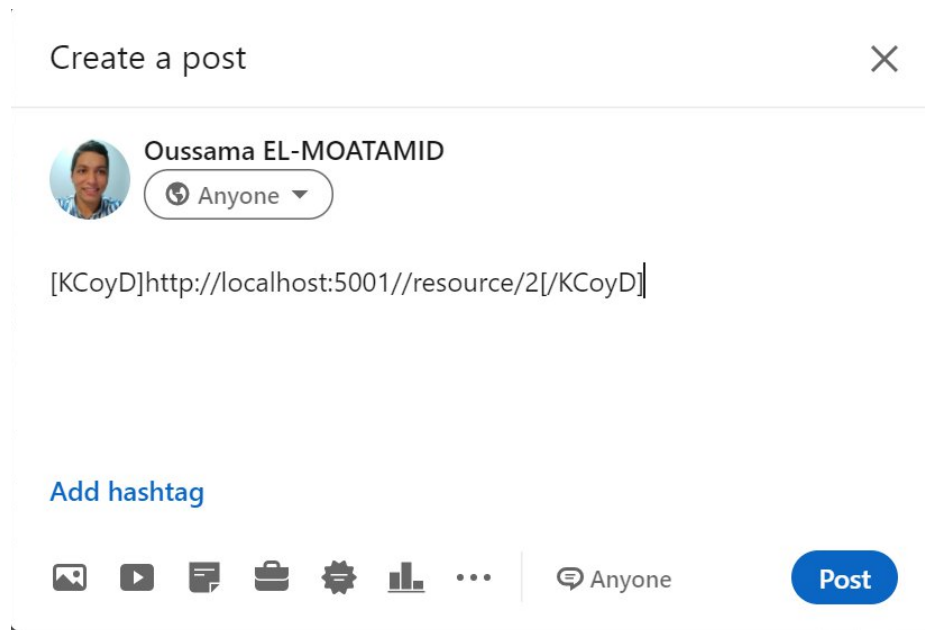 Create a post
Oussama EL-MOATAMID
Anyone
[KCoyD]http://localhost:5001//resource/2[/KCoyD]
Add hashtag
Anyone
Post